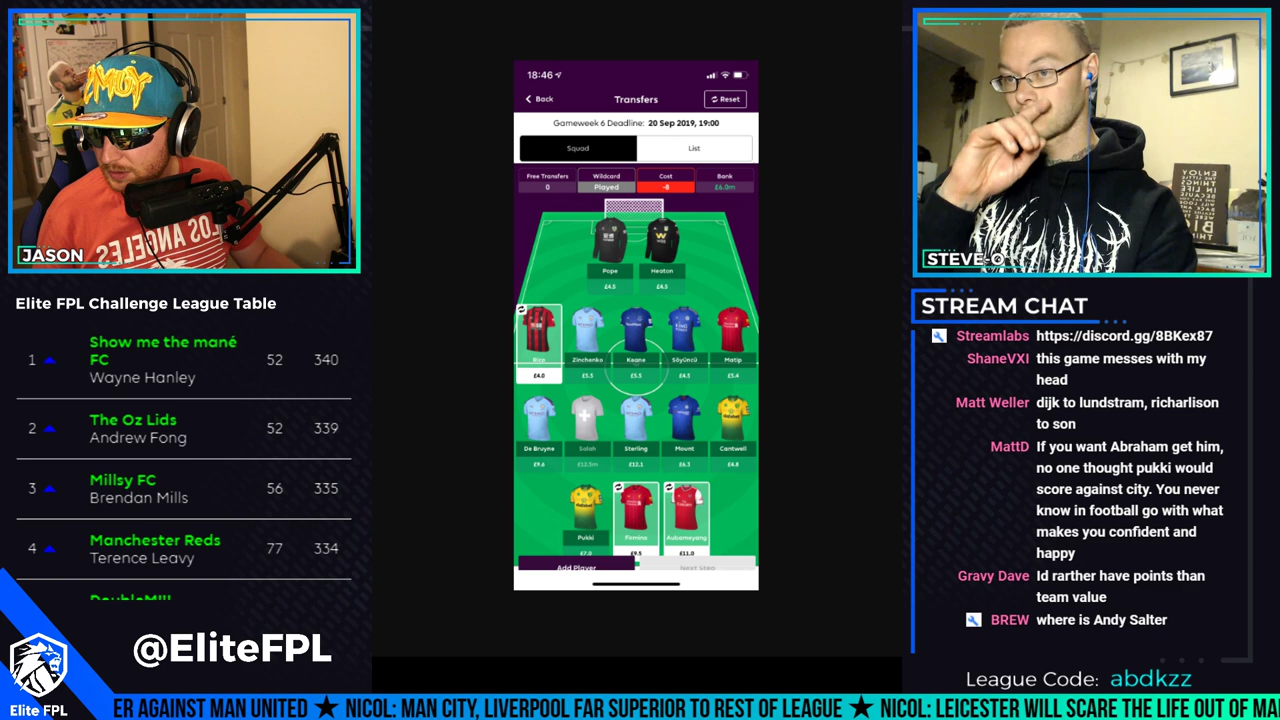 JASON
Elite FPL Challenge League Table
1 Show me the mané FC 52 340
Wayne Hanley
2 The Oz Lids 52 339
Andrew Fong
3 Millsy FC 56 335
Brendan Mills
4 Manchester Reds 77 334
Terence Leavy
@EliteFPL
Elite FPL
18:46
Back Transfers Reset
Gameweek 6 Deadline: 20 Sep 2019, 19:00
Squad List
Free Transfers Wildcard Cost Bank
0 Played -8 £6.0m
Pope Heaton
£4.5 £4.5
Rico Zinchenko Keane Söyüncü Matip
£4.0 £5.5 £5.5 £4.5 £5.4
De Bruyne Salah Sterling Mount Cantwell
£9.6 £12.5m £12.1 £6.3 £4.8
Pukki Firmino Aubameyang
£7.0 £9.5 £11.0
Add Player Next Step
STEVE-O
ENJOY
THE LITTLE
THINGS
IN LIFE
BECAUSE
STREAM CHAT
Streamlabs https://discord.gg/8BKex87
ShaneVXI this game messes with my
head
Matt Weller dijk to lundstram, richarlison
to son
MattD If you want Abraham get him,
no one thought pukki would
score against city. You never
know in football go with what
makes you confident and
happy
Gravy Dave Id rarther have points than
team value
BREW where is Andy Salter
League Code: abdkzz
ER AGAINST MAN UNITED ★ NICOL: MAN CITY, LIVERPOOL FAR SUPERIOR TO REST OF LEAGUE ★ NICOL: LEICESTER WILL SCARE THE LIFE OUT OF MA